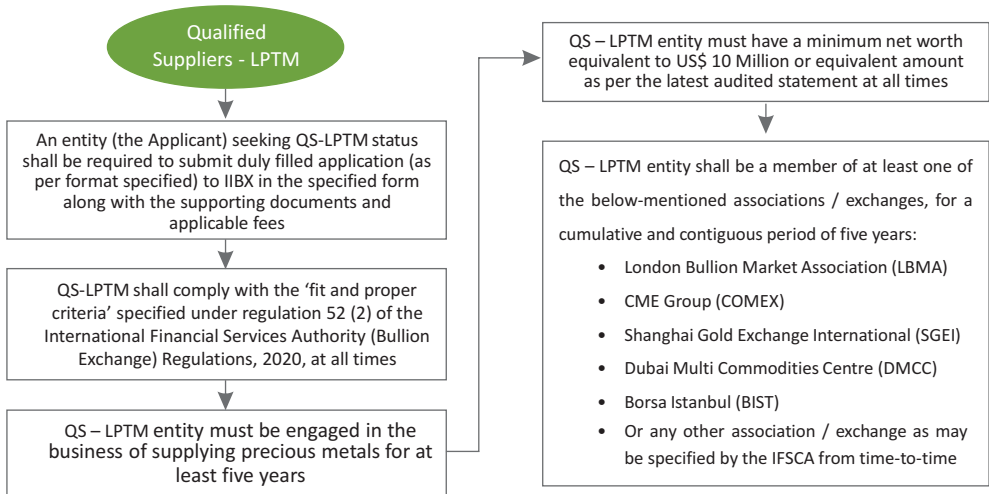 Qualified
Suppliers - LPTM
An entity (the Applicant) seeking QS-LPTM status
shall be required to submit duly filled application (as
per format specified) to IIBX in the specified form
along with the supporting documents and
applicable fees
QS-LPTM shall comply with the ‘fit and proper
criteria’ specified under regulation 52 (2) of the
International Financial Services Authority (Bullion
Exchange) Regulations, 2020, at all times
QS – LPTM entity must be engaged in the
business of supplying precious metals for at
least five years
QS – LPTM entity must have a minimum net worth
equivalent to US$ 10 Million or equivalent amount
as per the latest audited statement at all times
QS – LPTM entity shall be a member of at least one of
the below-mentioned associations / exchanges, for a
cumulative and contiguous period of five years:
• London Bullion Market Association (LBMA)
• CME Group (COMEX)
• Shanghai Gold Exchange International (SGEI)
• Dubai Multi Commodities Centre (DMCC)
• Borsa Istanbul (BIST)
• Or any other association / exchange as may
be specified by the IFSCA from time-to-time